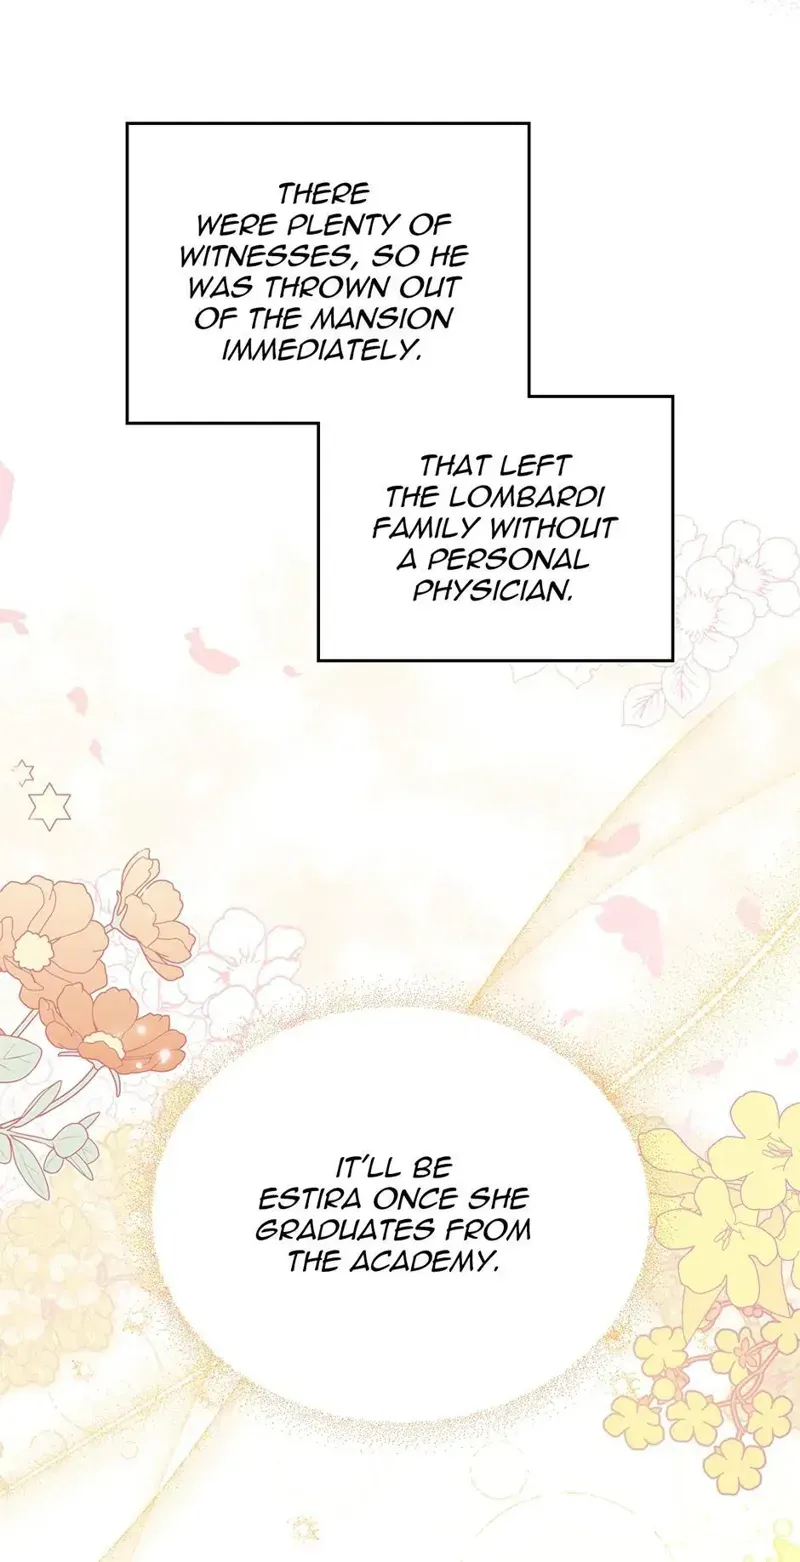 THERE
WERE PLENTY OF
WITNESSES, SO HE
WAS THROWN OUT
OF THE MANSION
IMMEDIATELY.
THAT LEFT
THE LOMBARDI
FAMILY WITHOUT
A PERSONAL
PHYSICIAN.
IT'LL BE
ESTIRA ONCE SHE
GRADUATES FROM
THE ACADEMY.